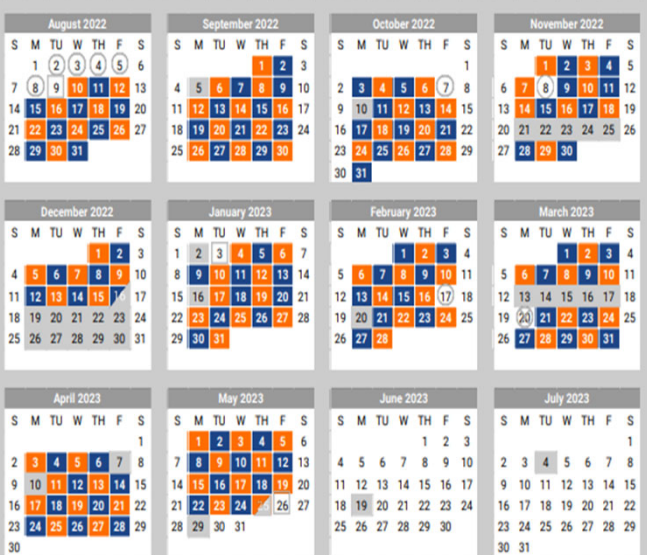 August 2022
S M TU W TH F S
1 2 3 4 5 6
7 8 9 10 11 12 13
14 15 16 17 18 19 20
21 22 23 24 25 26 27
28 29 30 31
September 2022
S M TU W TH F S
1 2 3
4 5 6 7 8 9 10
11 12 13 14 15 16 17
18 19 20 21 22 23 24
25 26 27 28 29 30
October 2022
S M TU W TH F S
1
2 3 4 5 6 7 8
9 10 11 12 13 14 15
16 17 18 19 20 21 22
23 24 25 26 27 28 29
30 31
November 2022
S M TU W TH F S
1 2 3 4 5
6 7 8 9 10 11 12
13 14 15 16 17 18 19
20 21 22 23 24 25 26
27 28 29 30
December 2022
S M TU W TH F S
1 2 3
4 5 6 7 8 9 10
11 12 13 14 15 16 17
18 19 20 21 22 23 24
25 26 27 28 29 30 31
January 2023
S M TU W TH F S
1 2 3 4 5 6 7
8 9 10 11 12 13 14
15 16 17 18 19 20 21
22 23 24 25 26 27 28
29 30 31
February 2023
S M TU W TH F S
1 2 3 4
5 6 7 8 9 10 11
12 13 14 15 16 17 18
19 20 21 22 23 24 25
26 27 28
March 2023
S M TU W TH F S
1 2 3 4
5 6 7 8 9 10 11
12 13 14 15 16 17 18
19 20 21 22 23 24 25
26 27 28 29 30 31
April 2023
S M TU W TH F S
1
2 3 4 5 6 7 8
9 10 11 12 13 14 15
16 17 18 19 20 21 22
23 24 25 26 27 28 29
30
May 2023
S M TU W TH F S
1 2 3 4 5 6
7 8 9 10 11 12 13
14 15 16 17 18 19 20
21 22 23 24 25 26 27
28 29 30 31
June 2023
S M TU W TH F S
1 2 3
4 5 6 7 8 9 10
11 12 13 14 15 16 17
18 19 20 21 22 23 24
25 26 27 28 29 30
July 2023
S M TU W TH F S
1
2 3 4 5 6 7 8
9 10 11 12 13 14 15
16 17 18 19 20 21 22
23 24 25 26 27 28 29
30 31